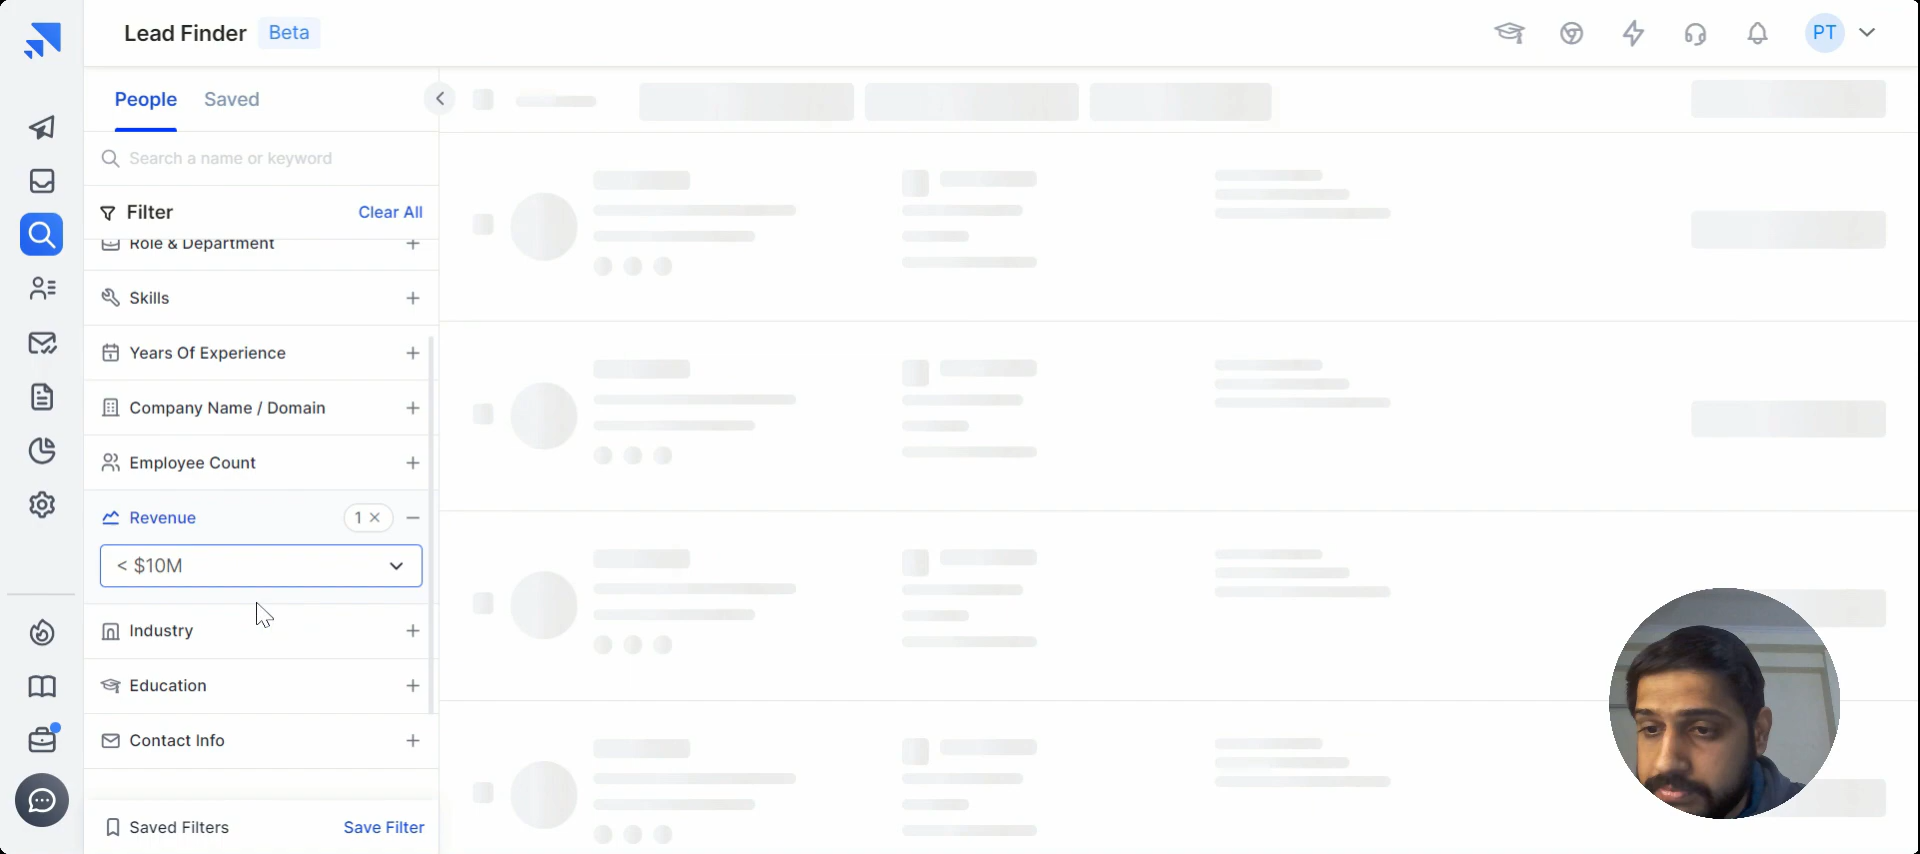 Lead Finder Beta
PT
People Saved
Search a name or keyword
Filter Clear All
Role & Department
Skills
Years Of Experience
Company Name / Domain
Employee Count
Revenue 1 ×
< $10M
Industry
Education
Contact Info
Saved Filters Save Filter